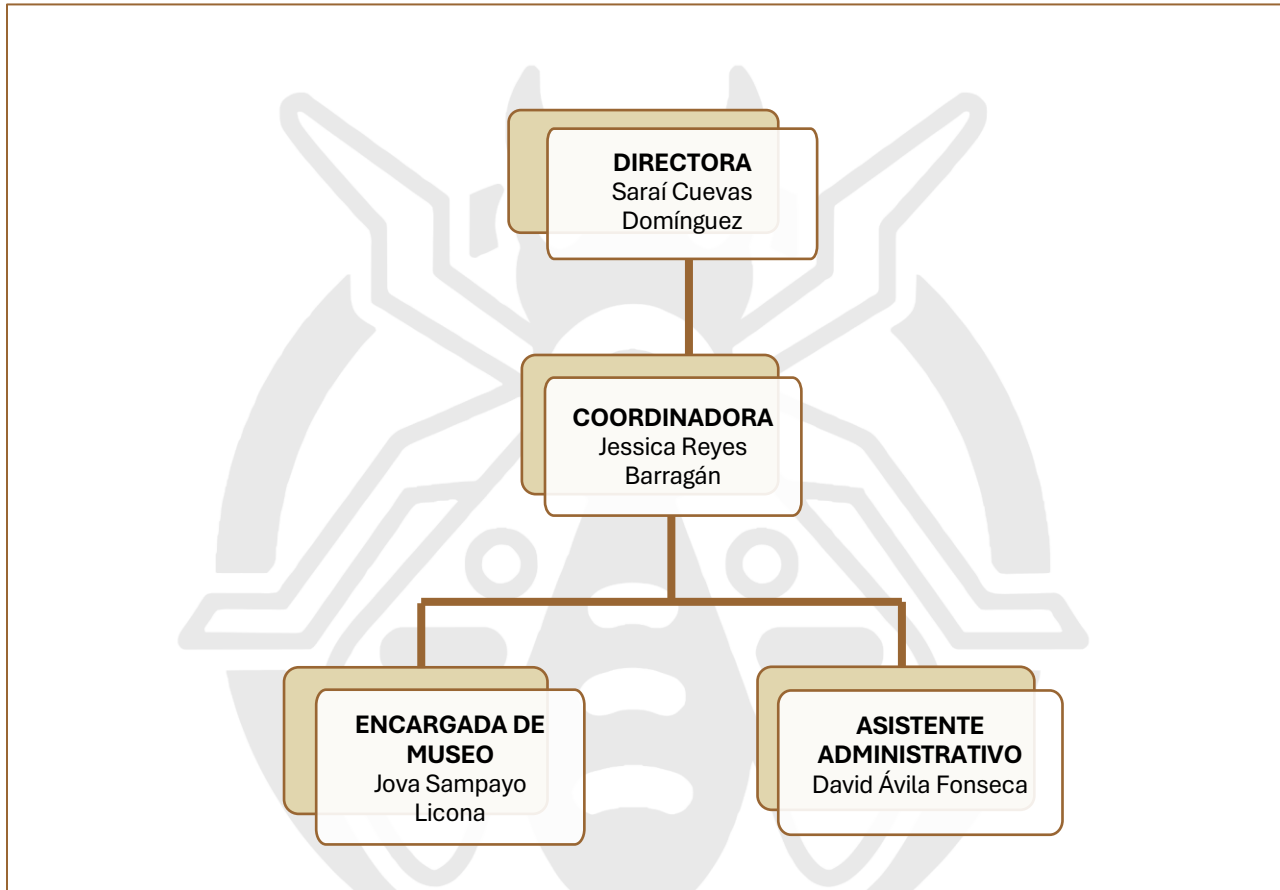 DIRECTORA
Saraí Cuevas
Domínguez
COORDINADORA
Jessica Reyes
Barragán
ENCARGADA DE
MUSEO
Jova Sampayo
Licona
ASISTENTE
ADMINISTRATIVO
David Ávila Fonseca